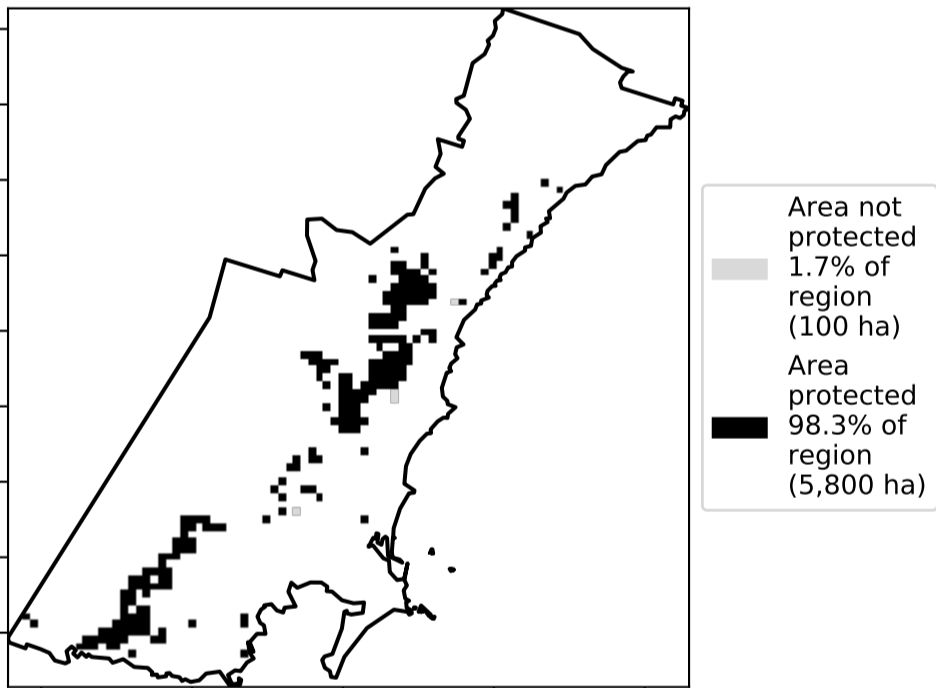 Area not
protected
1.7% of
region
(100 ha)
Area
protected
98.3% of
region
(5,800 ha)